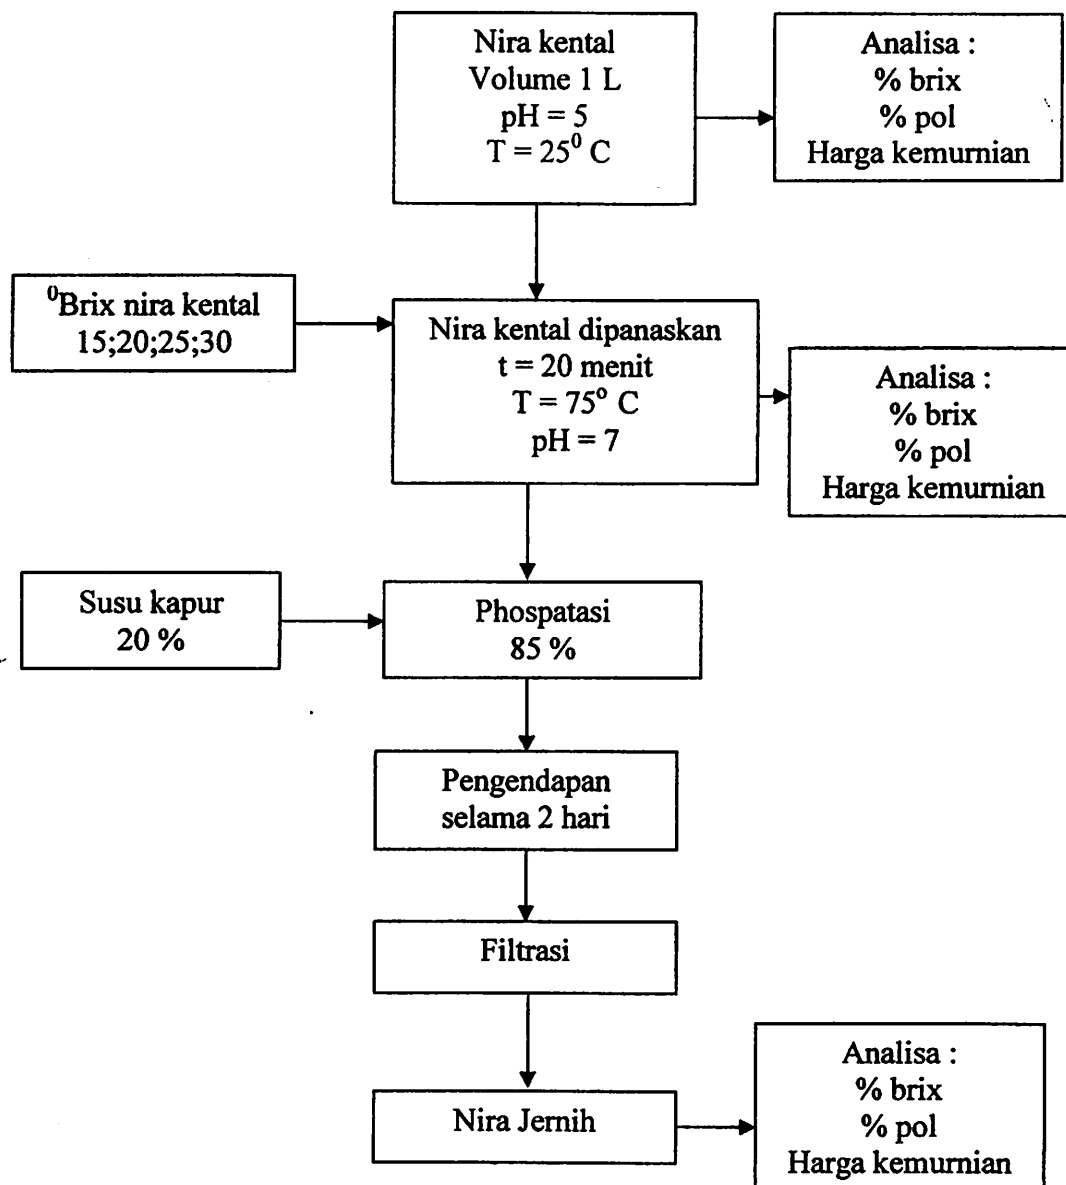 Nira kental
Volume 1 L
pH = 5
T = 25⁰ C
Analisa :
% brix
% pol
Harga kemurnian
⁰Brix nira kental
15;20;25;30
Nira kental dipanaskan
t = 20 menit
T = 75° C
pH = 7
Analisa :
% brix
% pol
Harga kemurnian
Susu kapur
20 %
Phospatasi
85 %
Pengendapan
selama 2 hari
Filtrasi
Nira Jernih
Analisa :
% brix
% pol
Harga kemurnian